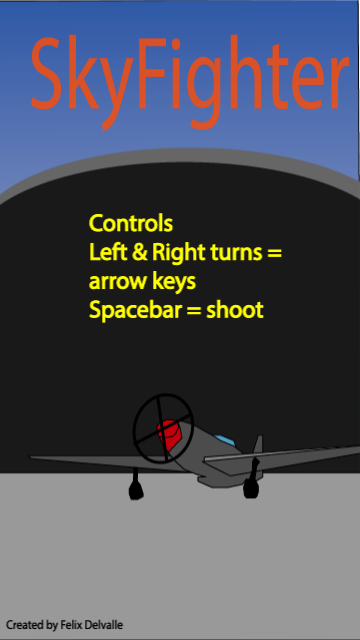 SkyFighter
Controls
Left & Right turns =
arrow keys
Spacebar = shoot
Created by Felix Delvalle